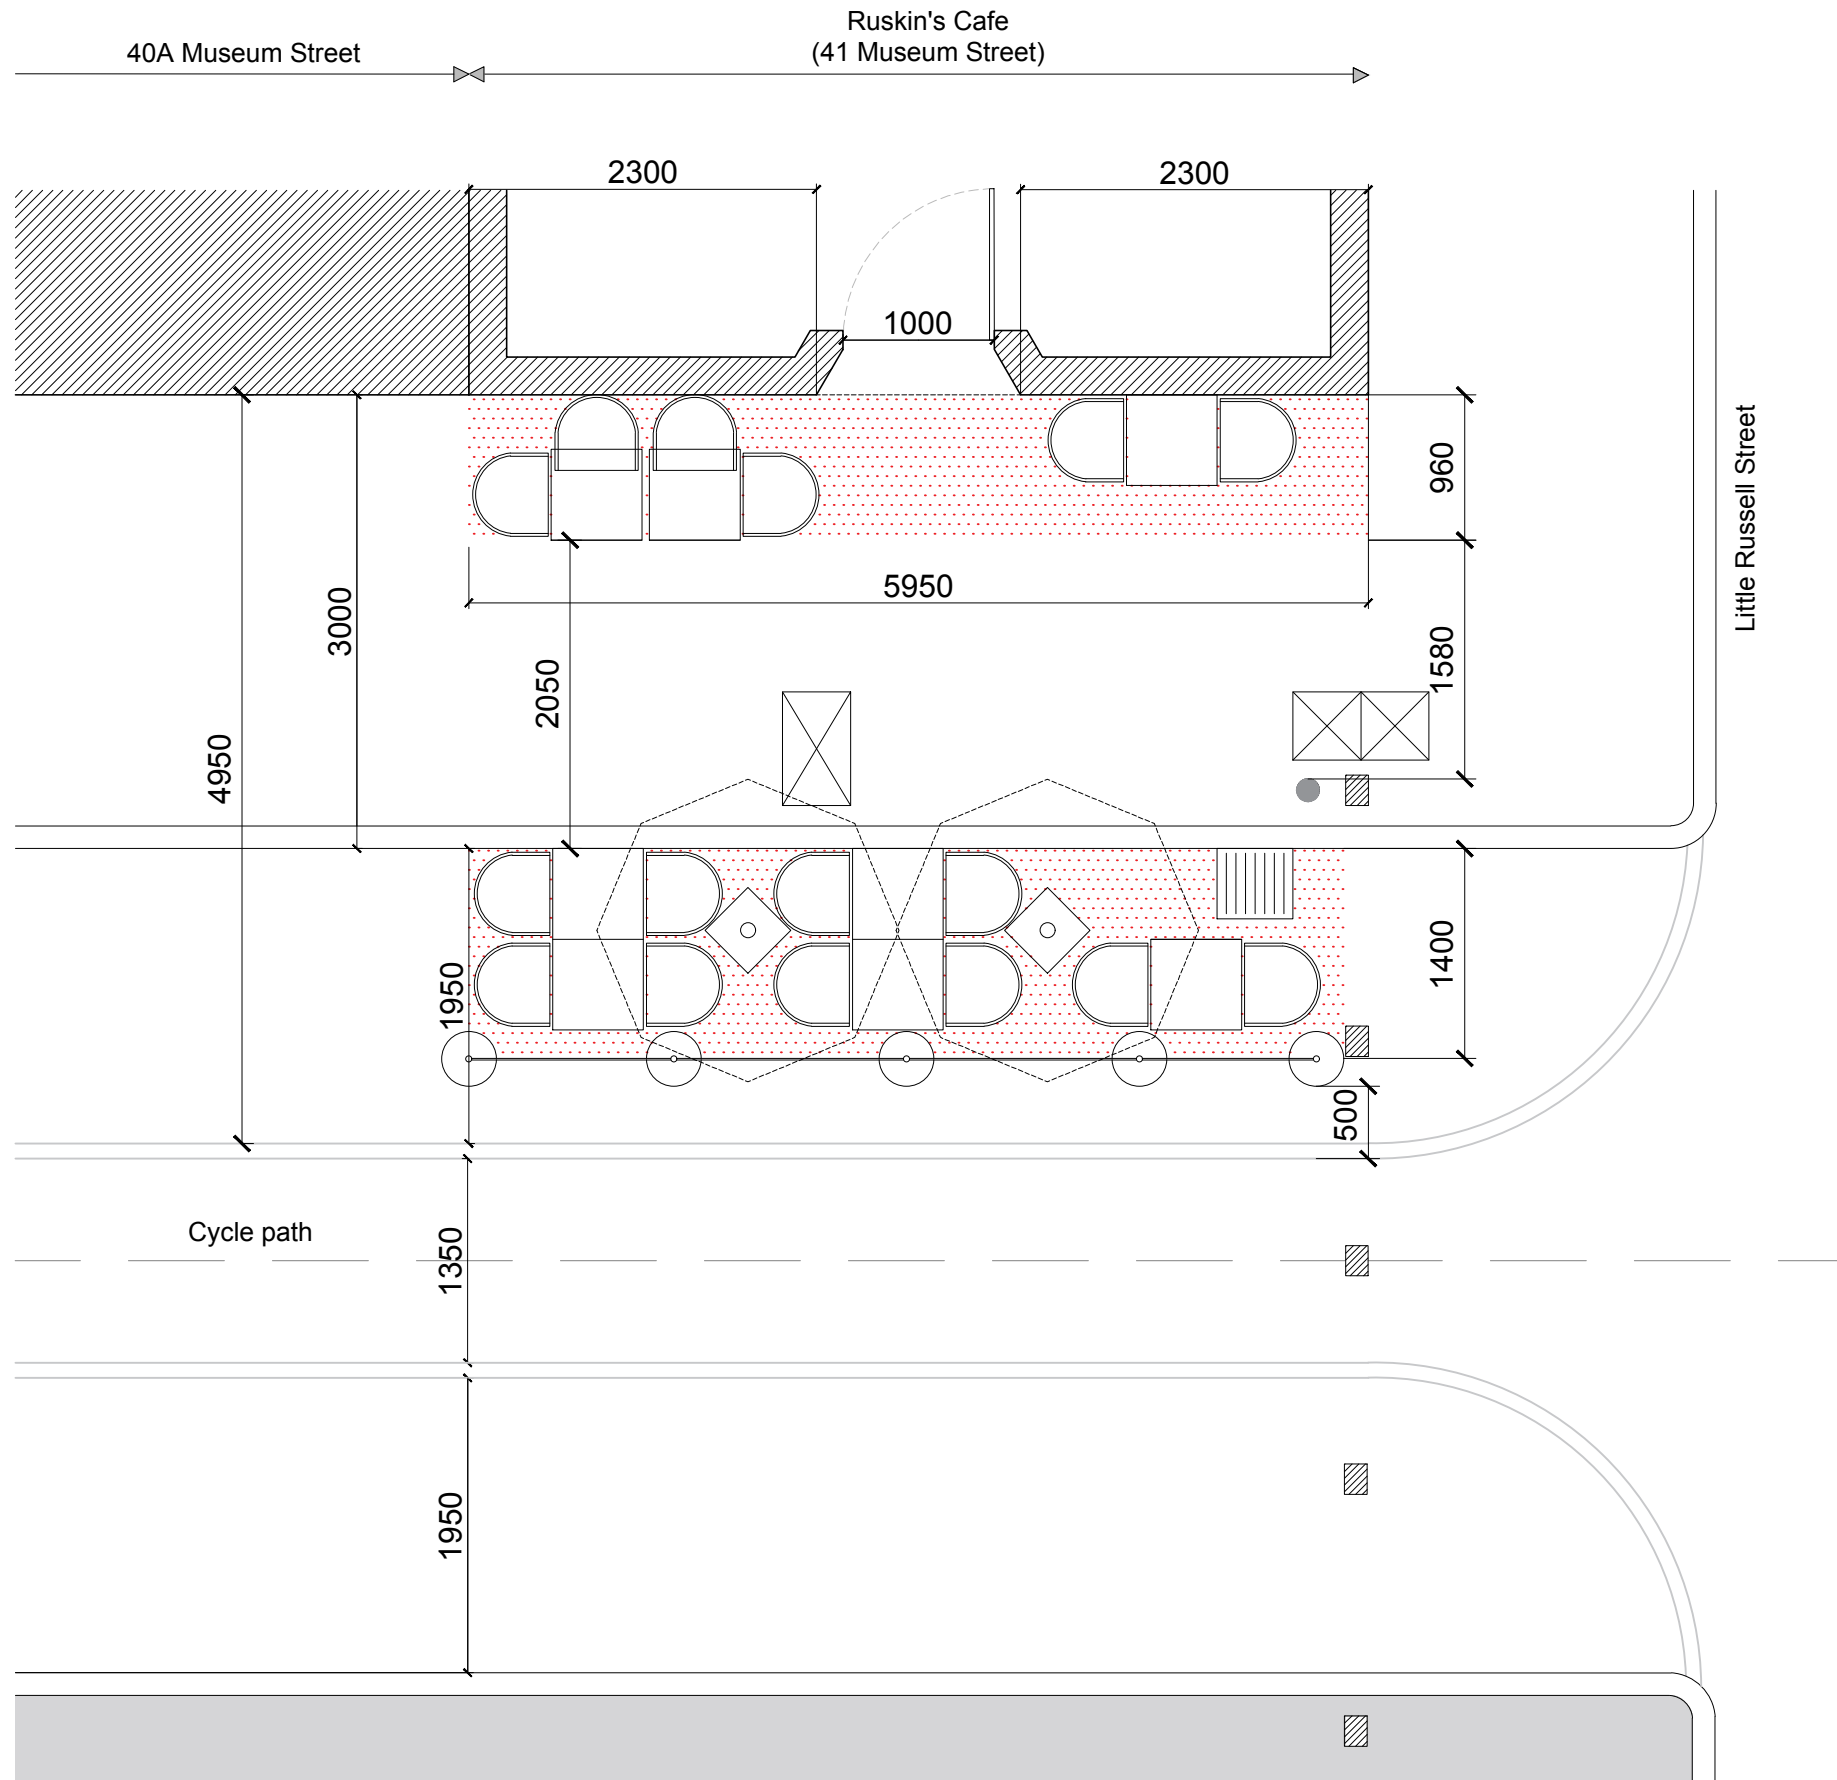 Ruskin's Cafe
40A Museum Street
(41 Museum Street)
2300
2300
1000
960
Little Russell Street
3000
5950
2050
1580
4950
1950
1400
500
Cycle path
1350
1950